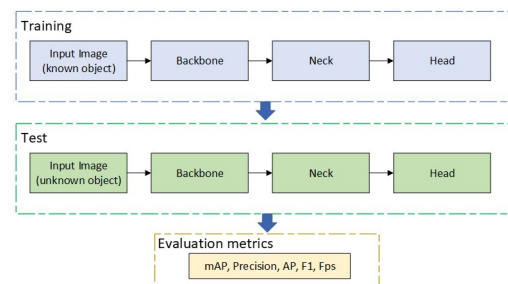 Training
Input Image
(known object)
Backbone
Neck
Head
Test
Input Image
(unknown object)
Backbone
Neck
Head
Evaluation metrics
mAP, Precision, AP, F1, Fps